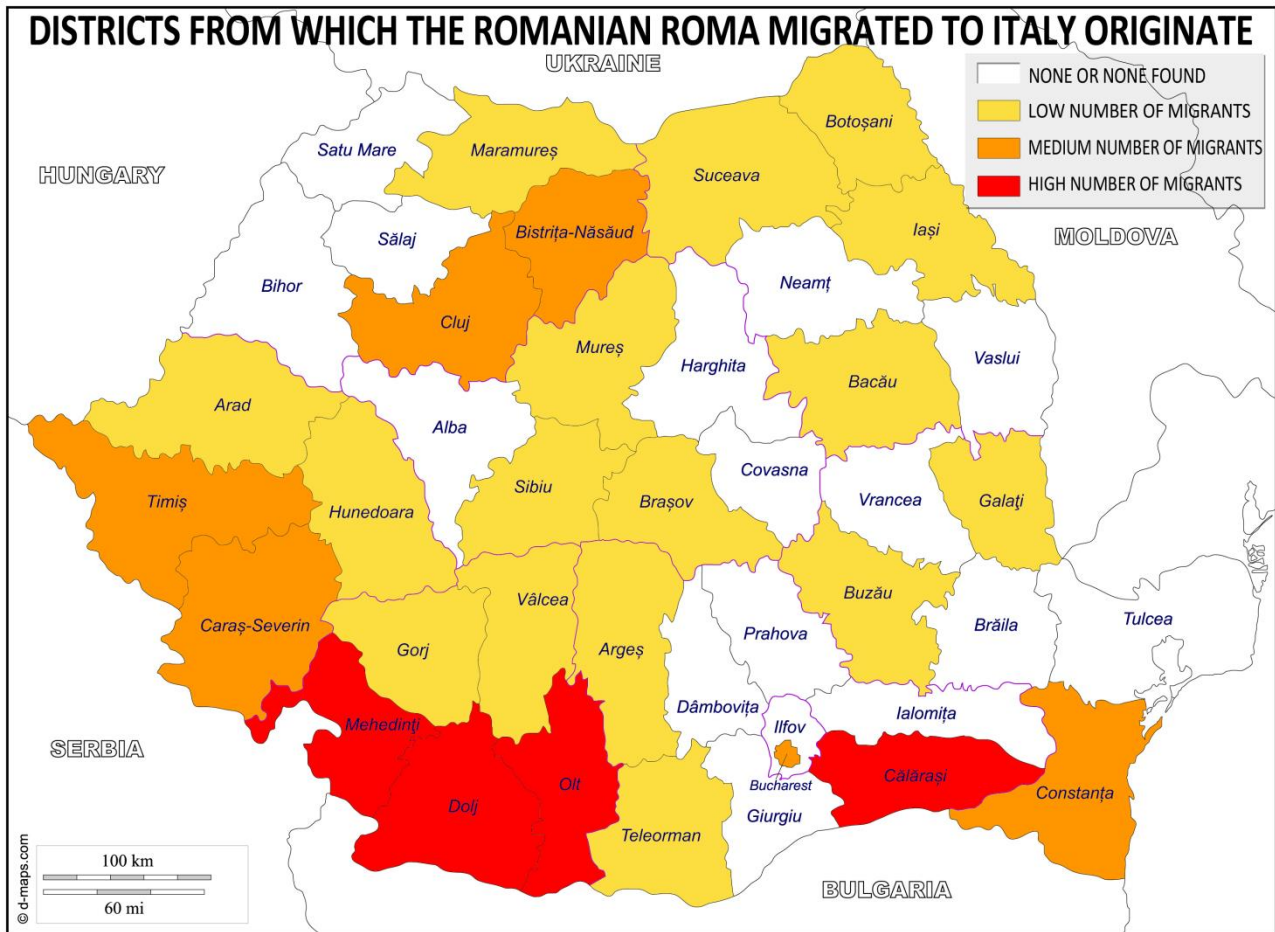 DISTRICTS FROM WHICH THE ROMANIAN ROMA MIGRATED TO ITALY ORIGINATE
UKRAINE
NONE OR NONE FOUND
LOW NUMBER OF MIGRANTS
MEDIUM NUMBER OF MIGRANTS
HIGH NUMBER OF MIGRANTS
Botoșani
Satu Mare
Maramureș
Suceava
HUNGARY
Sălaj
Bistrița-Năsăud
Iași
MOLDOVA
Bihor
Neamț
Cluj
Mureș
Harghita
Vaslui
Bacău
Arad
Alba
Covasna
Timiș
Sibiu
Brașov
Vrancea
Galaţi
Hunedoara
UKR
Vâlcea
Buzău
Caraș-Severin
Gorj
Argeș
Prahova
Brăila
Tulcea
Dâmbovița
Ialomița
Mehedinţi
Ilfov
SERBIA
Olt
Călărași
Bucharest
Constanța
Dolj
Giurgiu
Teleorman
100 km
60 mi
BULGARIA
© d-maps.com